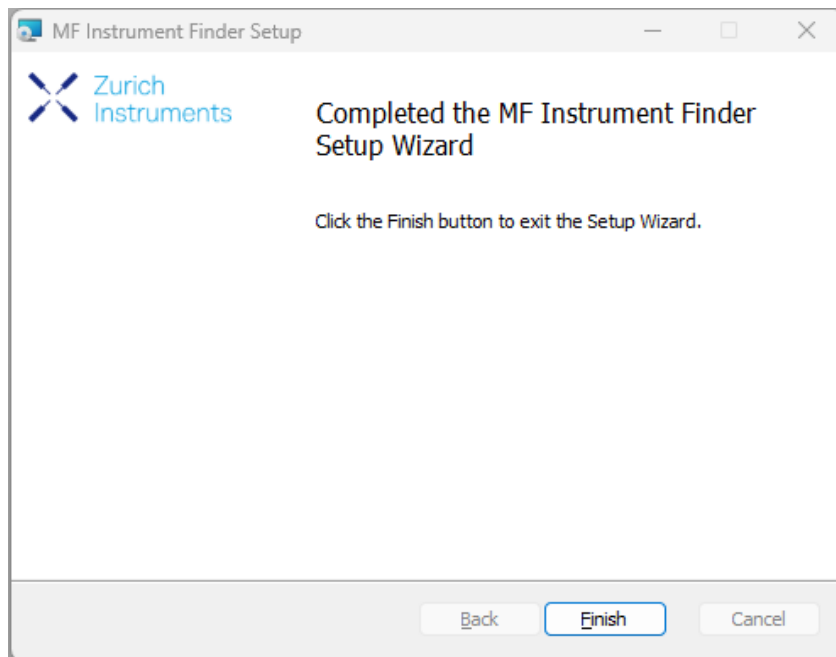 MF Instrument Finder Setup
Zurich
Instruments
Completed the MF Instrument Finder
Setup Wizard
Click the Finish button to exit the Setup Wizard.
Back Finish Cancel